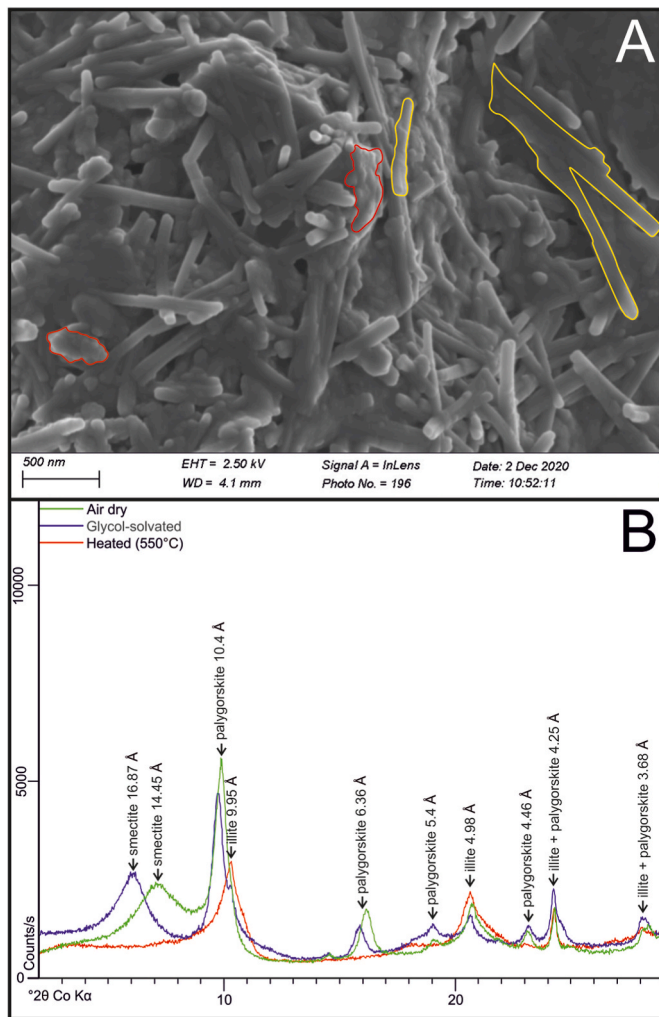 A
500 nm
EHT = 2.50 kV
Signal A = InLens
Date: 2 Dec 2020
WD = 4.1 mm
Photo No. = 196
Time: 10:52:11
B
Air dry
Glycol-solvated
Heated (550°C)
10000
5000
0
Counts/s
smectite 16.87 Å
smectite 14.45 Å
palygorskite 10.4 Å
illite 9.95 Å
palygorskite 6.36 Å
palygorskite 5.4 Å
illite 4.98 Å
palygorskite 4.46 Å
illite + palygorskite 4.25 Å
illite + palygorskite 3.68 Å
°2θ Co Kα
10
20